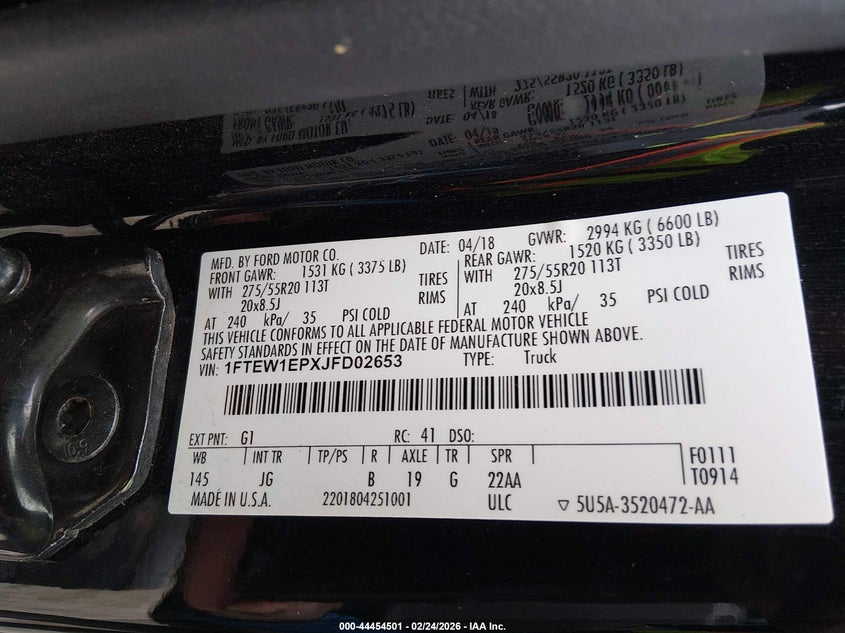 MFD. BY FORD MOTOR CO. DATE: 04/18 GVWR: 2994 KG ( 6600 LB)
FRONT GAWR: 1531 KG ( 3375 LB) REAR GAWR: 1520 KG ( 3350 LB)
WITH 275/55R20 113T TIRES WITH 275/55R20 113T TIRES
20x8.5J RIMS 20x8.5J RIMS
AT 240 kPa/ 35 PSI COLD AT 240 kPa/ 35 PSI COLD
THIS VEHICLE CONFORMS TO ALL APPLICABLE FEDERAL MOTOR VEHICLE
SAFETY STANDARDS IN EFFECT ON THE DATE OF MANUFACTURE SHOWN ABOVE.
VIN: 1FTEW1EPXJFD02653 TYPE: Truck
EXT PNT: G1 RC: 41 DSO:
WB INT TR TP/PS R AXLE TR SPR F0111
145 JG B 19 G 22AA T0914
MADE IN U.S.A. 2201804251001 ULC ▽ 5U5A-3520472-AA
000-44454501 - 02/24/2026 - IAA Inc.